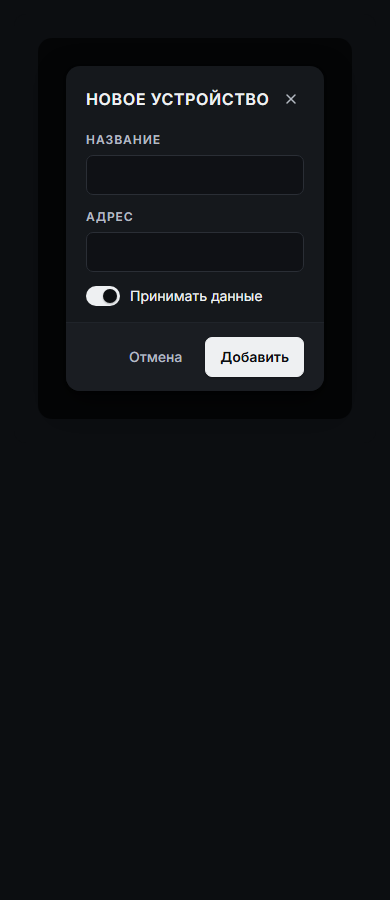 НОВОЕ УСТРОЙСТВО
НАЗВАНИЕ
АДРЕС
Принимать данные
Отмена
Добавить